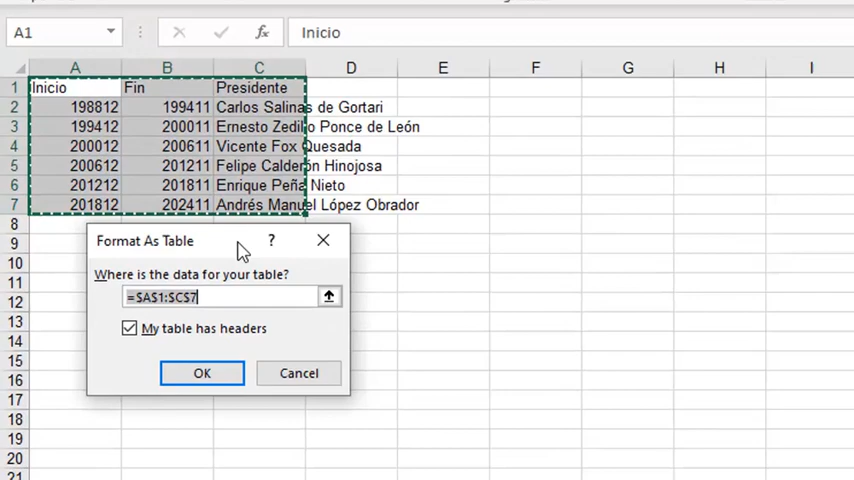 A1 fx Inicio
A B C D E F G H I
1 Inicio Fin Presidente
2 198812 199411 Carlos Salinas de Gortari
3 199412 200011 Ernesto Zedillo Ponce de León
4 200012 200611 Vicente Fox Quesada
5 200612 201211 Felipe Calderón Hinojosa
6 201212 201811 Enrique Peña Nieto
7 201812 202411 Andrés Manuel López Obrador
8
9 Format As Table ?
10
11 Where is the data for your table?
12 =$A$1:$C$7
13
14 My table has headers
15
16 OK Cancel
17
18
19
20
21